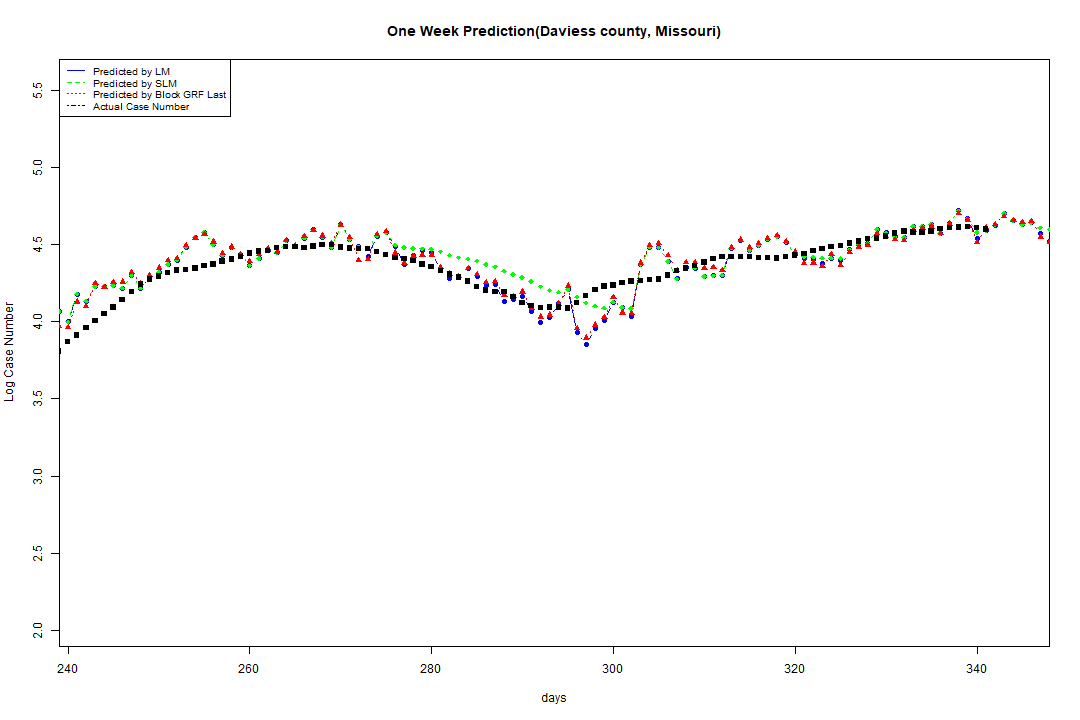 One Week Prediction(Daviess county, Missouri)
Predicted by LM
Predicted by SLM
Predicted by Block GRF Last
Actual Case Number
5.5
5.0
4.5
4.0
3.5
3.0
2.5
2.0
Log Case Number
240 260 280 300 320 340
days